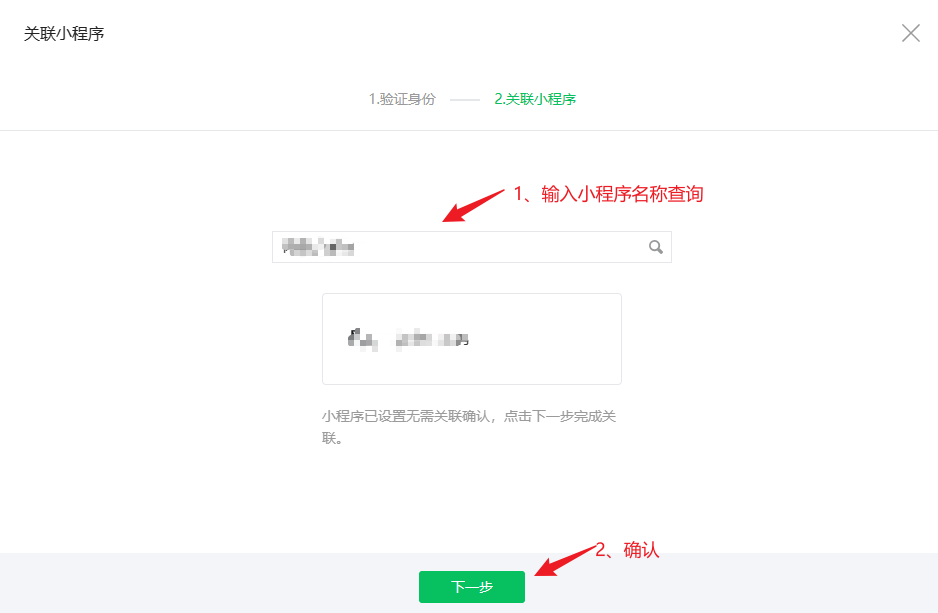 关联小程序
1.验证身份
2.关联小程序
1、输入小程序名称查询
小程序已设置无需关联确认，点击下一步完成关
联。
2、确认
下一步